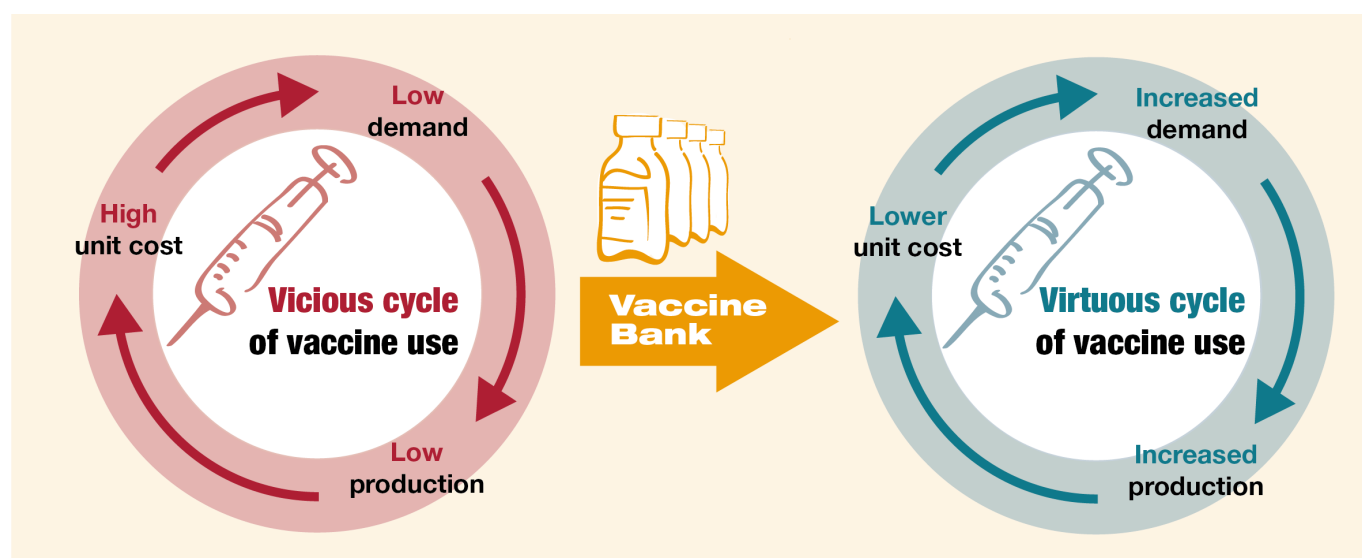 Low
demand
High
unit cost
Vicious cycle
of vaccine use
Low
production
Vaccine
Bank
Increased
demand
Lower
unit cost
Virtuous cycle
of vaccine use
Increased
production